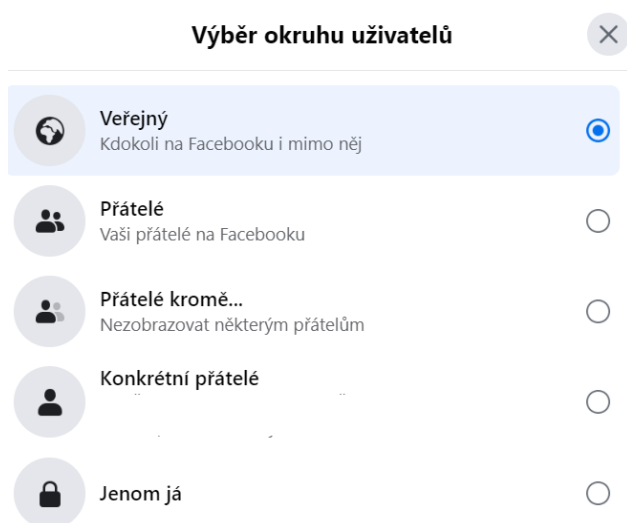 Výběr okruhu uživatelů
Veřejný
Kdokoli na Facebooku i mimo něj
Přátelé
Vaši přátelé na Facebooku
Přátelé kromě...
Nezobrazovat některým přátelům
Konkrétní přátelé
Jenom já